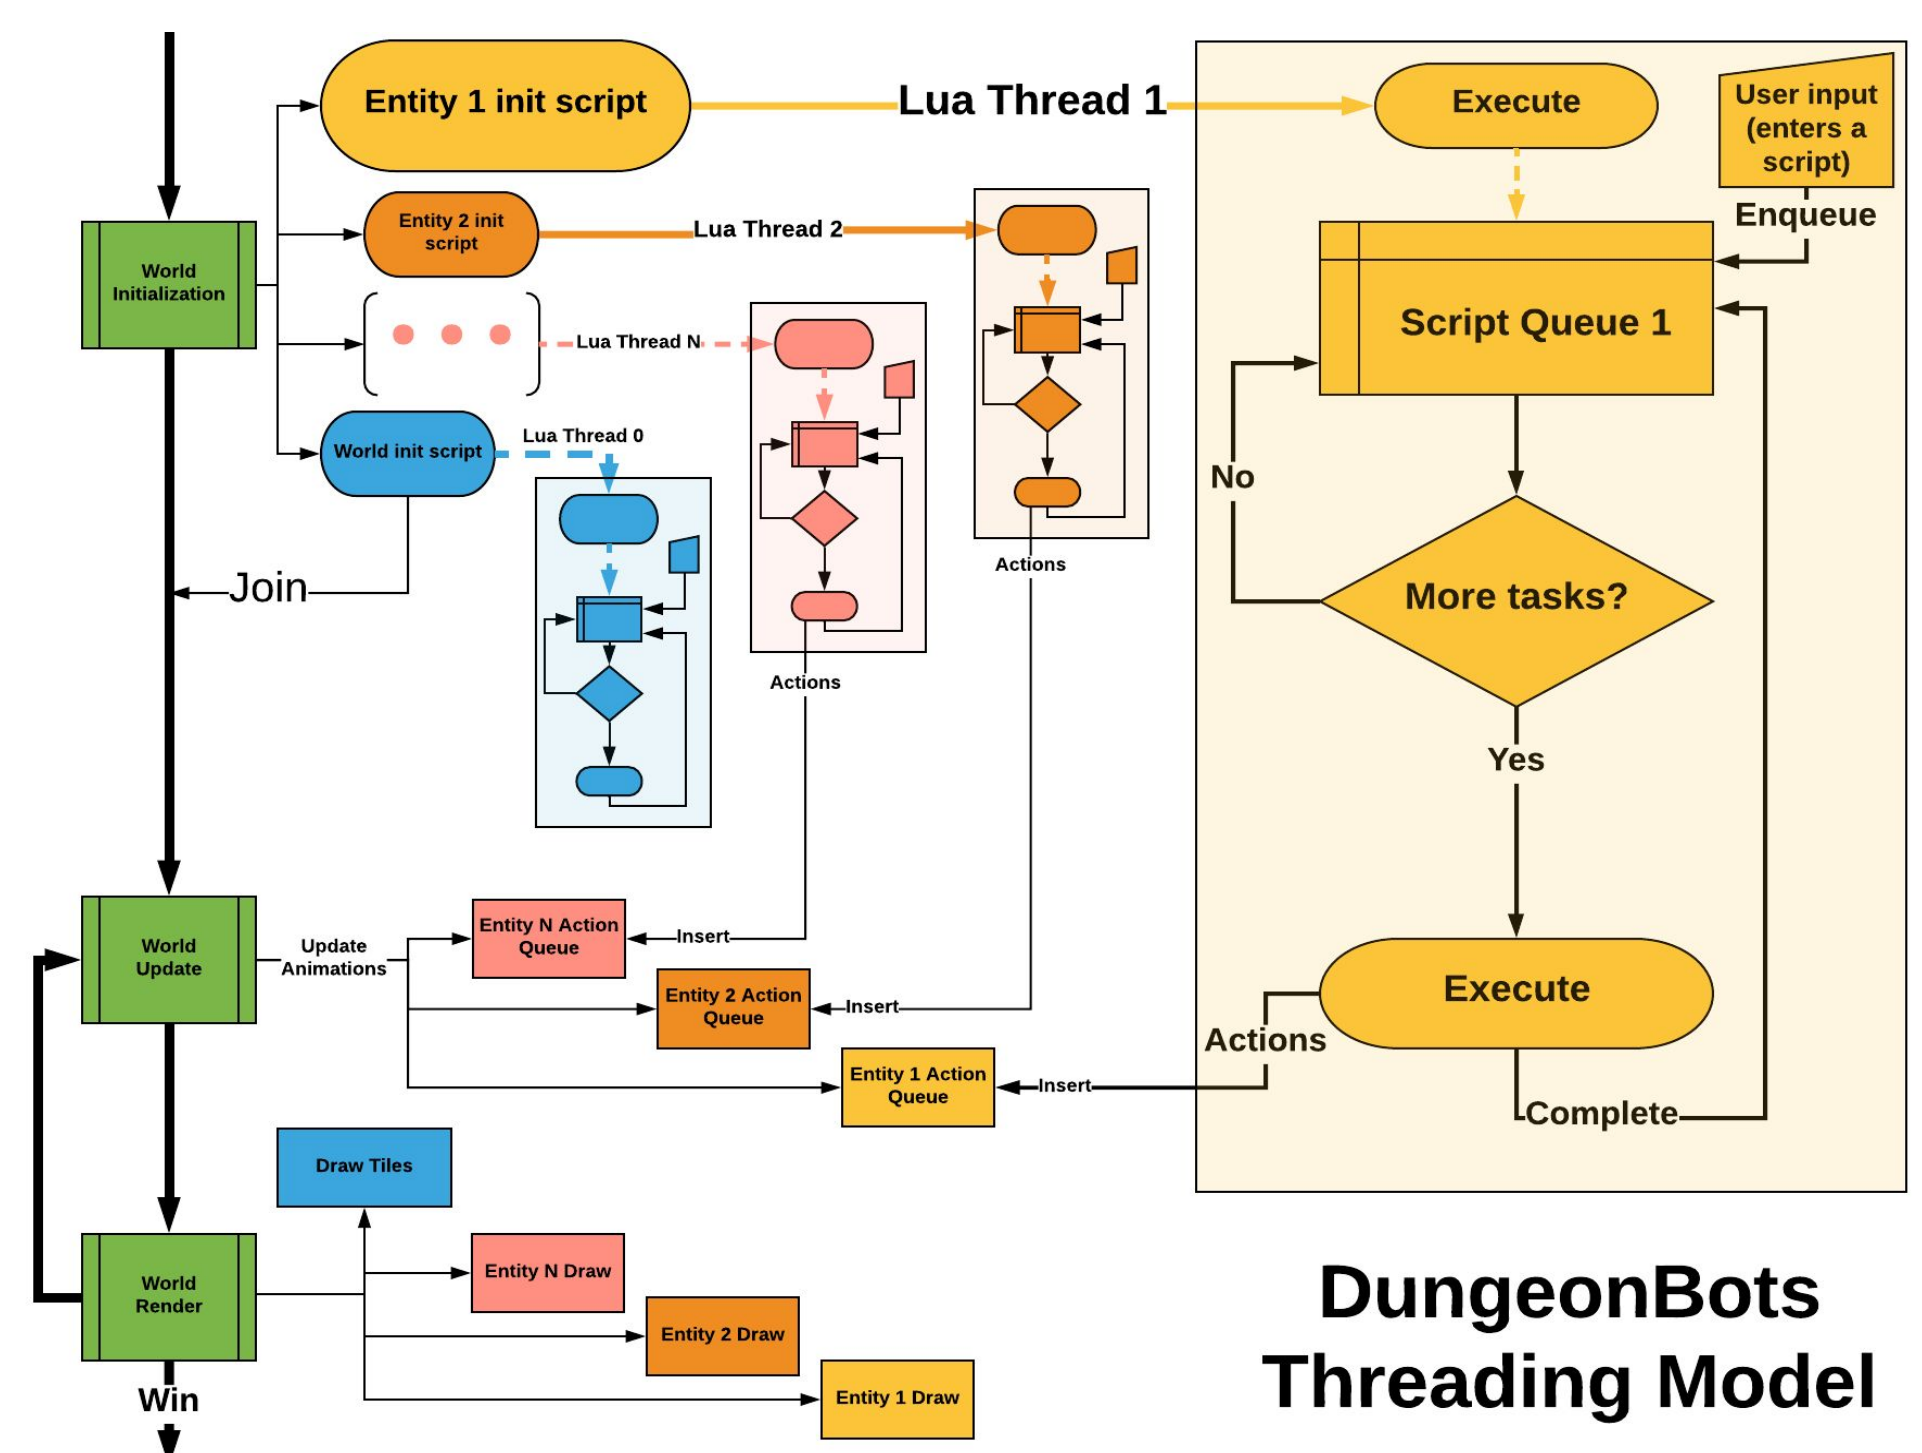 Entity 1 init script
Lua Thread 1
Execute
User input
(enters a
script)
Enqueue
Entity 2 init
script
Lua Thread 2
World
Initialization
Lua Thread N
Script Queue 1
World init script
Lua Thread 0
No
Join
Actions
More tasks?
Actions
Yes
World
Update
Update
Animations
Entity N Action
Queue
Insert
Entity 2 Action
Queue
Insert
Execute
Actions
Entity 1 Action
Queue
Insert
Complete
Draw Tiles
World
Render
Entity N Draw
Entity 2 Draw
Entity 1 Draw
Win
DungeonBots
Threading Model